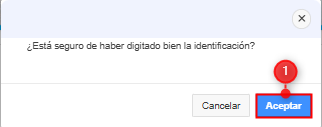 ¿Está seguro de haber digitado bien la identificación?
1
Cancelar Aceptar